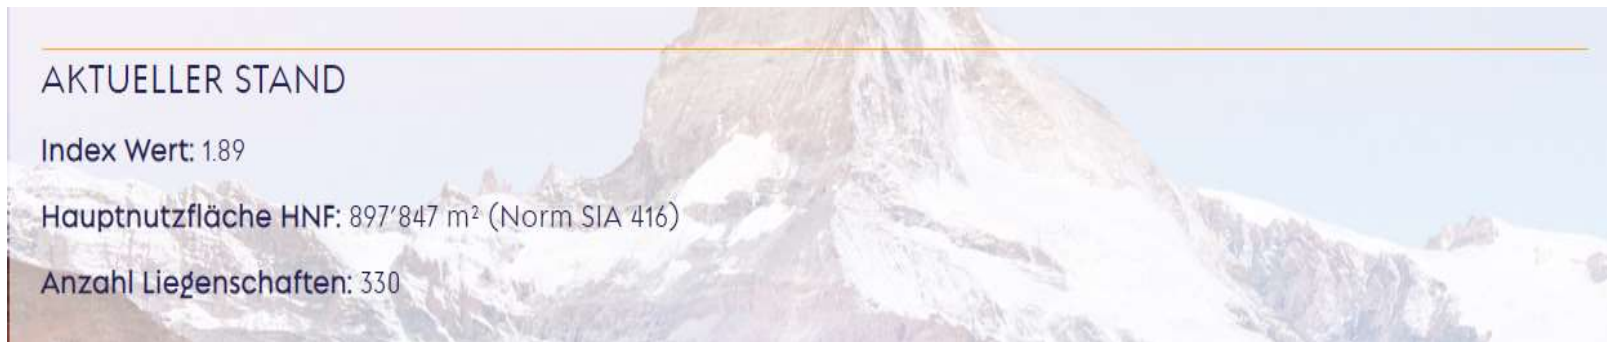 AKTUELLER STAND
Index Wert: 1.89
Hauptnutzfläche HNF: 897’847 m² (Norm SIA 416)
Anzahl Liegenschaften: 330